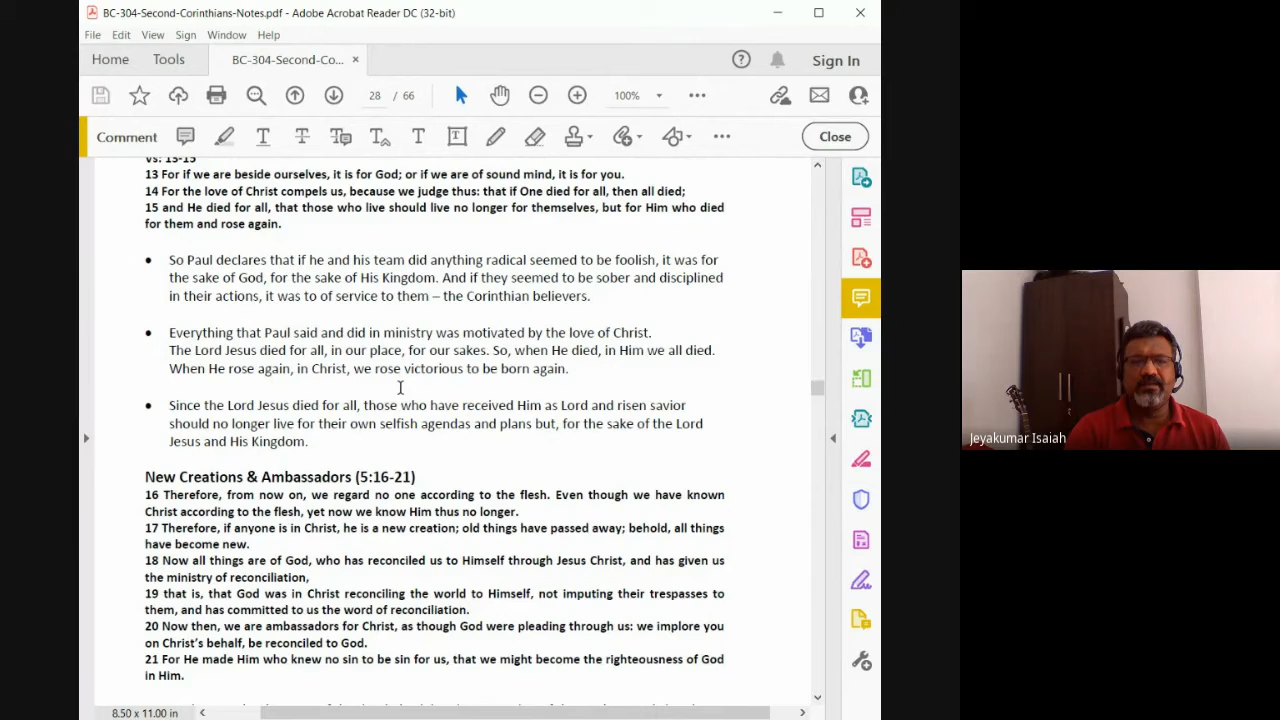 BC-304-Second-Corinthians-Notes.pdf - Adobe Acrobat Reader DC (32-bit)
File Edit View Sign Window Help
Home Tools BC-304-Second-Co... × Sign In
28 / 66 100%
Comment Close
vs: 13-15
13 For if we are beside ourselves, it is for God; or if we are of sound mind, it is for you.
14 For the love of Christ compels us, because we judge thus: that if One died for all, then all died;
15 and He died for all, that those who live should live no longer for themselves, but for Him who died
for them and rose again.
• So Paul declares that if he and his team did anything radical seemed to be foolish, it was for
the sake of God, for the sake of His Kingdom. And if they seemed to be sober and disciplined
in their actions, it was to of service to them – the Corinthian believers.
• Everything that Paul said and did in ministry was motivated by the love of Christ.
The Lord Jesus died for all, in our place, for our sakes. So, when He died, in Him we all died.
When He rose again, in Christ, we rose victorious to be born again.
• Since the Lord Jesus died for all, those who have received Him as Lord and risen savior
should no longer live for their own selfish agendas and plans but, for the sake of the Lord
Jesus and His Kingdom.
New Creations & Ambassadors (5:16-21)
16 Therefore, from now on, we regard no one according to the flesh. Even though we have known
Christ according to the flesh, yet now we know Him thus no longer.
17 Therefore, if anyone is in Christ, he is a new creation; old things have passed away; behold, all things
have become new.
18 Now all things are of God, who has reconciled us to Himself through Jesus Christ, and has given us
the ministry of reconciliation,
19 that is, that God was in Christ reconciling the world to Himself, not imputing their trespasses to
them, and has committed to us the word of reconciliation.
20 Now then, we are ambassadors for Christ, as though God were pleading through us: we implore you
on Christ's behalf, be reconciled to God.
21 For He made Him who knew no sin to be sin for us, that we might become the righteousness of God
in Him.
8.50 x 11.00 in
Jeyakumar Isaiah